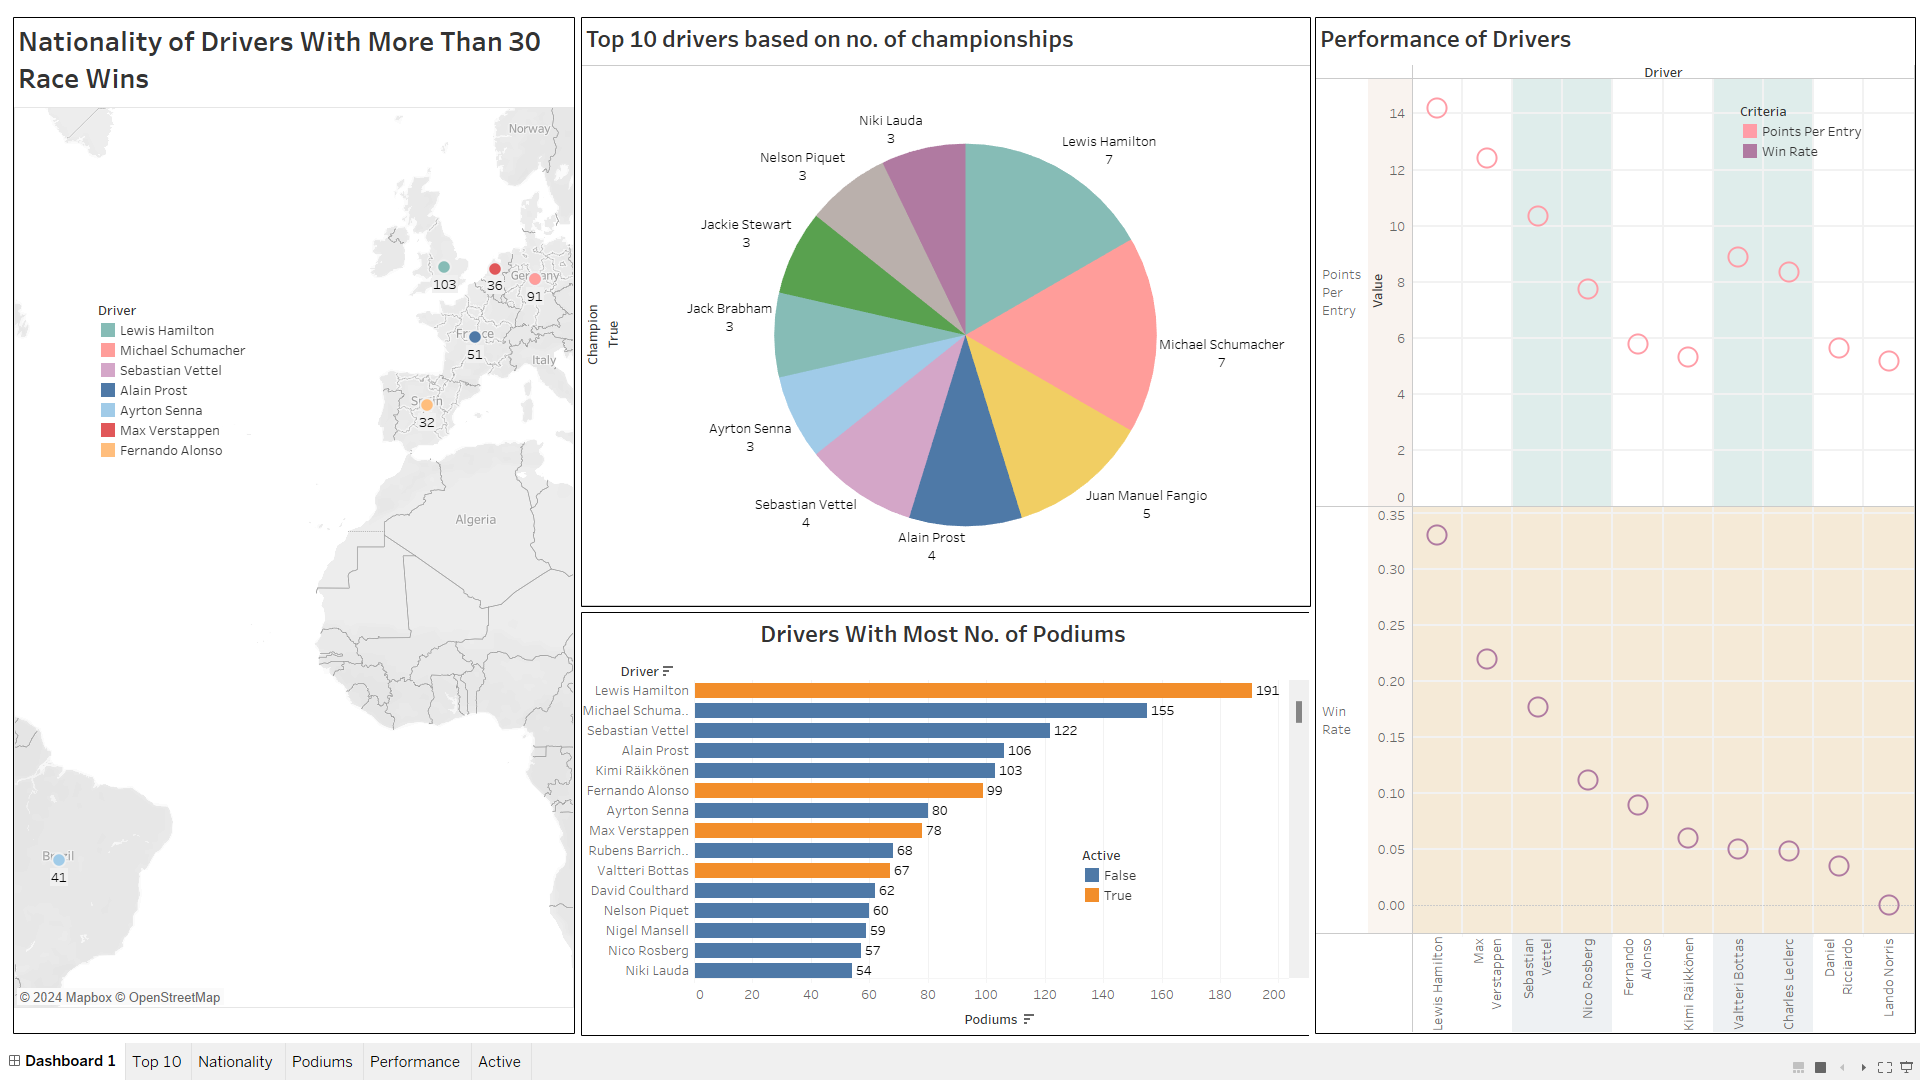 Nationality of Drivers With More Than 30
Race Wins
Norway
Germany
France
Italy
Spain
Algeria
Brazil
103
36
91
51
32
41
Driver
Lewis Hamilton
Michael Schumacher
Sebastian Vettel
Alain Prost
Ayrton Senna
Max Verstappen
Fernando Alonso
© 2024 Mapbox © OpenStreetMap
Top 10 drivers based on no. of championships
Champion
True
Niki Lauda
3
Lewis Hamilton
7
Nelson Piquet
3
Jackie Stewart
3
Jack Brabham
3
Michael Schumacher
7
Ayrton Senna
3
Juan Manuel Fangio
5
Sebastian Vettel
4
Alain Prost
4
Drivers With Most No. of Podiums
Driver
Lewis Hamilton 191
Michael Schuma.. 155
Sebastian Vettel 122
Alain Prost 106
Kimi Räikkönen 103
Fernando Alonso 99
Ayrton Senna 80
Max Verstappen 78
Rubens Barrich.. 68
Valtteri Bottas 67
David Coulthard 62
Nelson Piquet 60
Nigel Mansell 59
Nico Rosberg 57
Niki Lauda 54
Active
False
True
0 20 40 60 80 100 120 140 160 180 200
Podiums
Performance of Drivers
Driver
Criteria
Points Per Entry
Win Rate
Points
Per
Entry
Value
14
12
10
8
6
4
2
0
Win
Rate
0.35
0.30
0.25
0.20
0.15
0.10
0.05
0.00
Lewis Hamilton
Max
Verstappen
Sebastian
Vettel
Nico Rosberg
Fernando
Alonso
Kimi Räikkönen
Valtteri Bottas
Charles Leclerc
Daniel
Ricciardo
Lando Norris
Dashboard 1 Top 10 Nationality Podiums Performance Active